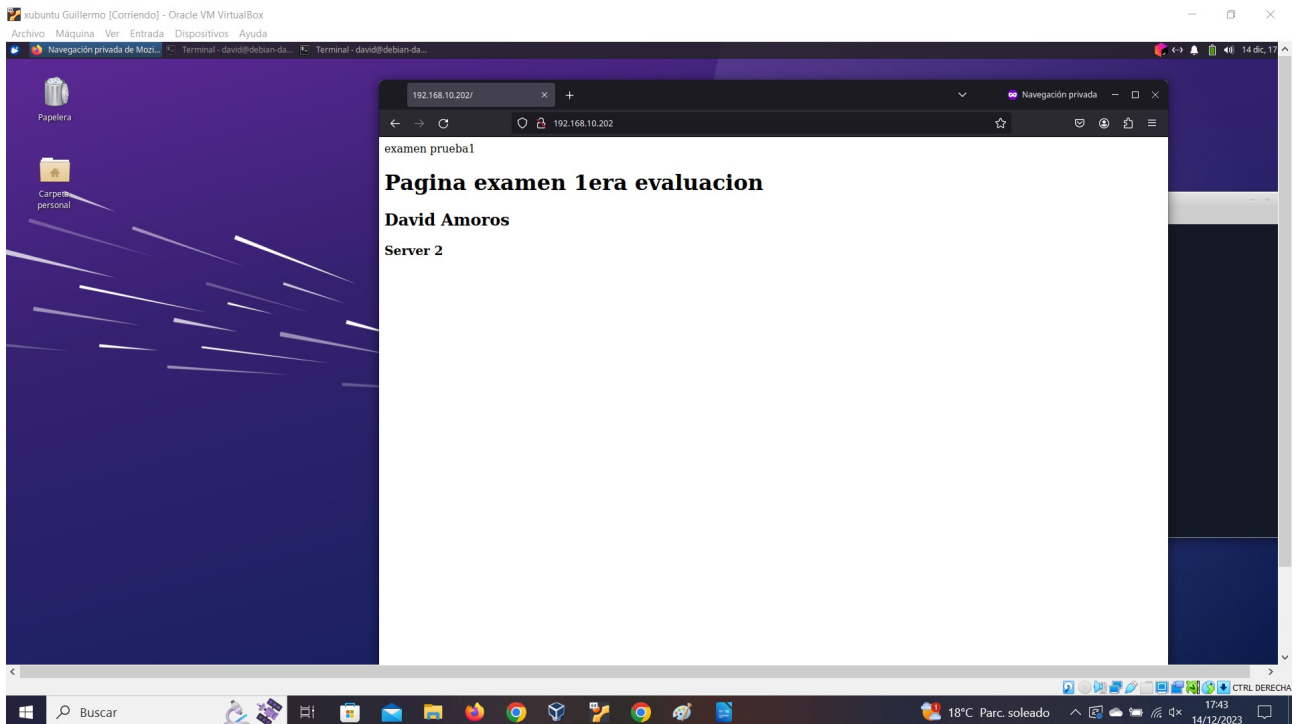 xubuntu Guillermo [Corriendo] - Oracle VM VirtualBox
Archivo Máquina Ver Entrada Dispositivos Ayuda
Navegación privada de Mozi... Terminal - david@debian-da... Terminal - david@debian-da... 14 dic, 17
Papelera
Carpeta personal
192.168.10.202/ Navegación privada
192.168.10.202
examen prueba1
Pagina examen 1era evaluacion
David Amoros
Server 2
CTRL DERECHA
Buscar 18°C Parc. soleado 17:43
14/12/2023